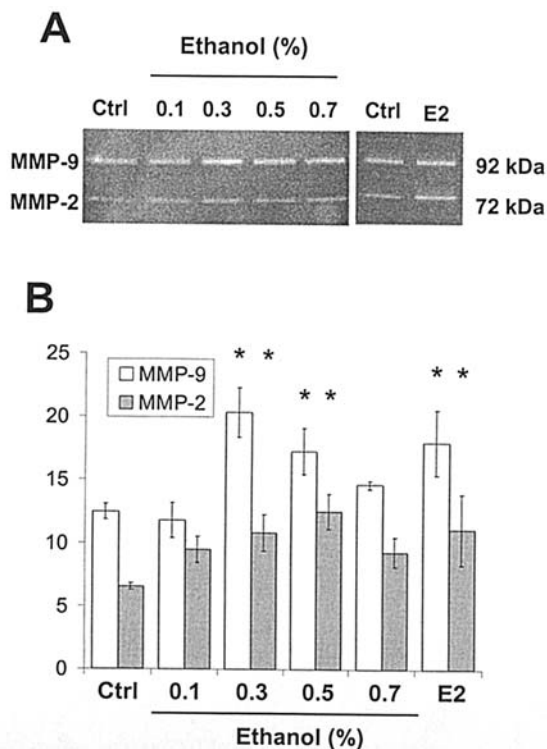 A
Ethanol (%)
Ctrl 0.1 0.3 0.5 0.7 Ctrl E2
MMP-9 92 kDa
MMP-2 72 kDa
B
25
* * * * * *
MMP-9
MMP-2
20
15
10
5
0
Ctrl 0.1 0.3 0.5 0.7 E2
Ethanol (%)